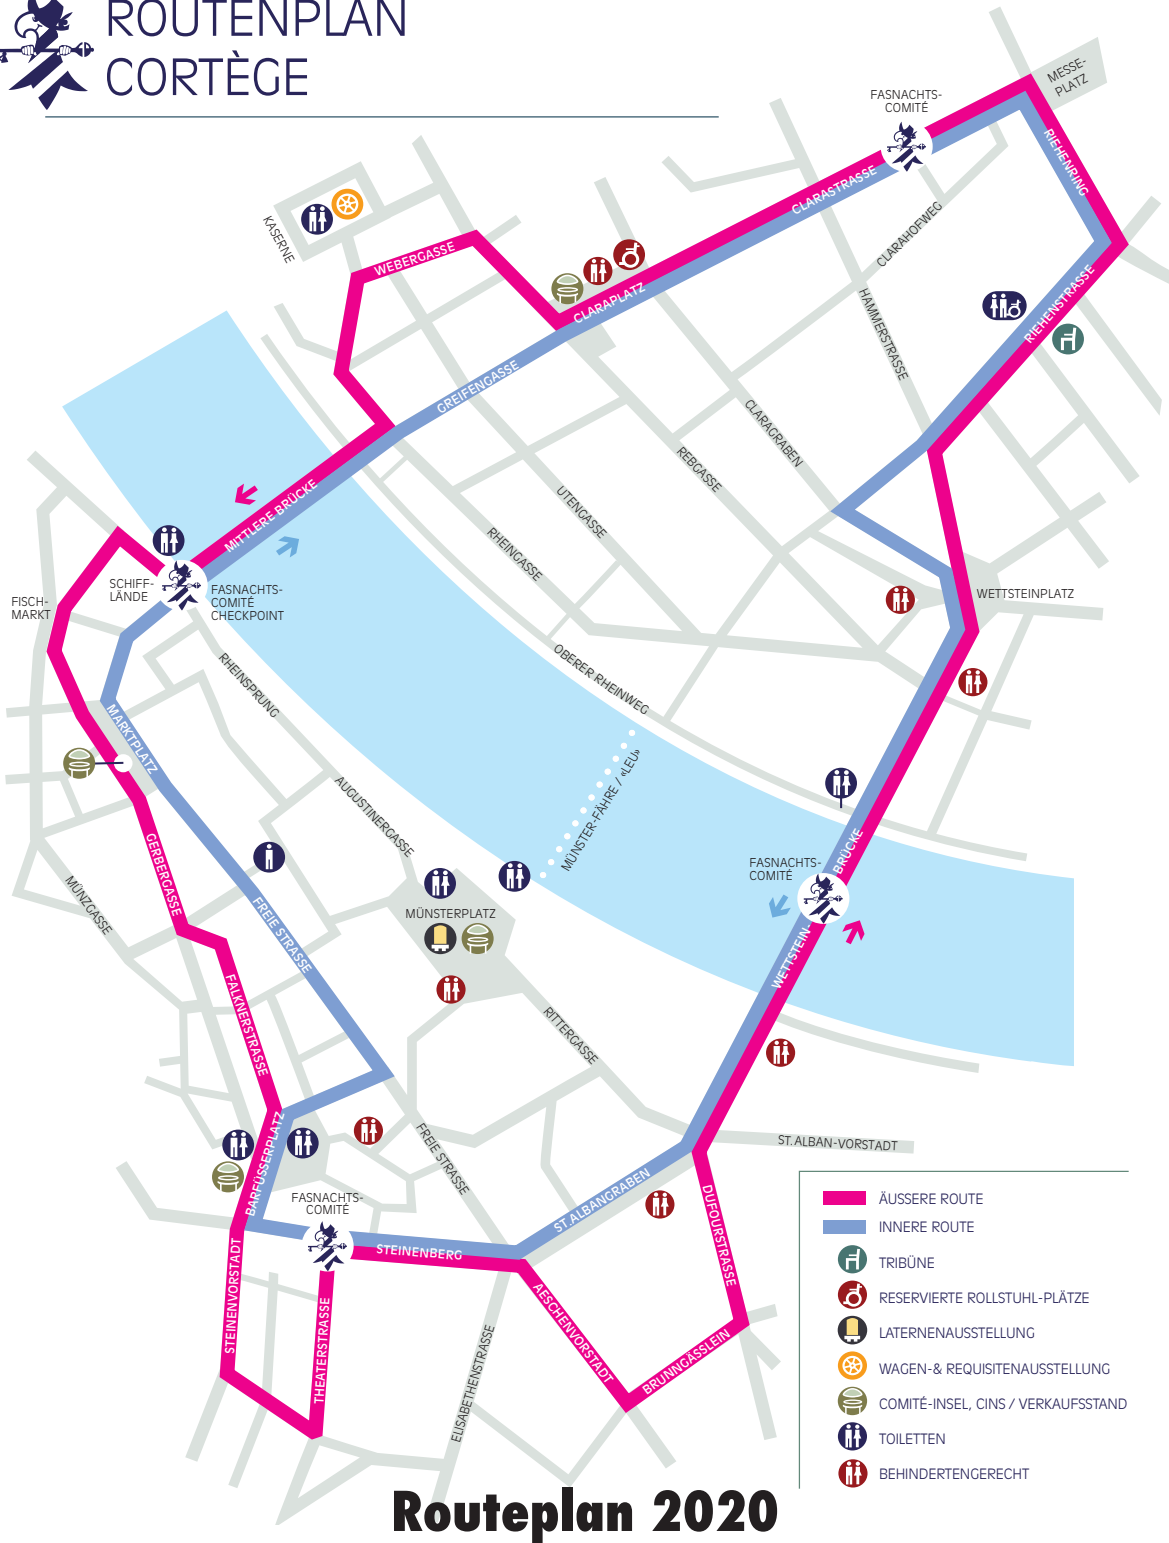 ROUTENPLAN
CORTÈGE
MESSE-
PLATZ
FASNACHTS-
COMITÉ
RIEHENRING
CLARASTRASSE
CLARAHOFWEG
KASERNE
WEBERGASSE
CLARAPLATZ
HAMMERSTRASSE
RIEHENSTRASSE
GREIFENGASSE
CLARAGRABEN
REBGASSE
UTENGASSE
RHEINGASSE
MITTLERE BRÜCKE
SCHIFF-
LÄNDE
FASNACHTS-
COMITÉ
CHECKPOINT
FISCH-
MARKT
WETTSTEINPLATZ
OBERER RHEINWEG
RHEINSPRUNG
MARKTPLATZ
MÜNSTER-FÄHRE / «LEU»
AUGUSTINERGASSE
GERBERGASSE
MÜNZGASSE
FREIE STRASSE
MÜNSTERPLATZ
FASNACHTS-
COMITÉ
BRÜCKE
WETTSTEIN
FALKNERSTRASSE
RITTERGASSE
BARFÜSSERPLATZ
FREIE STRASSE
ST. ALBAN-VORSTADT
ST. ALBANGRABEN
DUFOURSTRASSE
FASNACHTS-
COMITÉ
STEINENBERG
STEINENVORSTADT
THEATERSTRASSE
AESCHENVORSTADT
BRUNNGÄSSLEIN
ELISABETHENSTRASSE
ÄUSSERE ROUTE
INNERE ROUTE
TRIBÜNE
RESERVIERTE ROLLSTUHL-PLÄTZE
LATERNENAUSSTELLUNG
WAGEN-& REQUISITENAUSSTELLUNG
COMITÉ-INSEL, CINS / VERKAUFSSTAND
TOILETTEN
BEHINDERTENGERECHT
Routeplan 2020